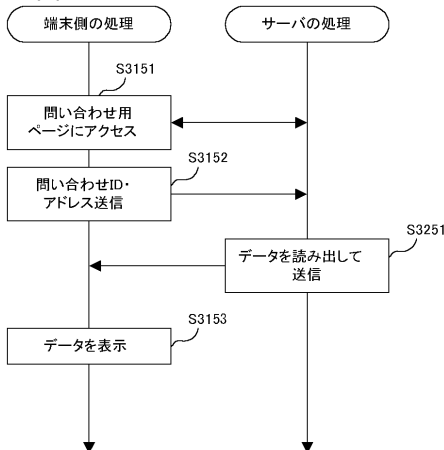 端末側の処理
サーバの処理
S3151
問い合わせ用
ページにアクセス
S3152
問い合わせID・
アドレス送信
S3251
データを読み出して
送信
S3153
データを表示